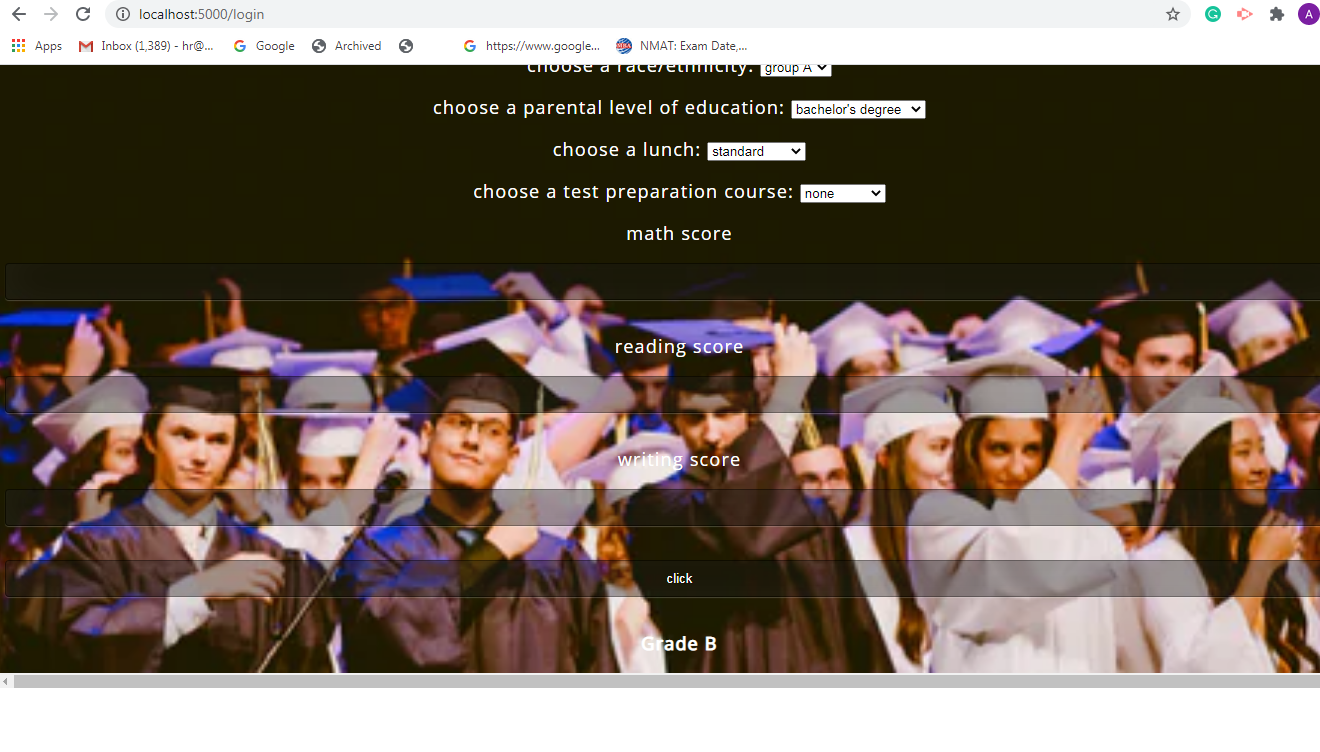 localhost:5000/login
Apps Inbox (1,389) - hr@... Google Archived https://www.google... NMAT: Exam Date,...
choose a race/ethnicity: group A
choose a parental level of education: bachelor's degree
choose a lunch: standard
choose a test preparation course: none
math score
reading score
writing score
click
Grade B